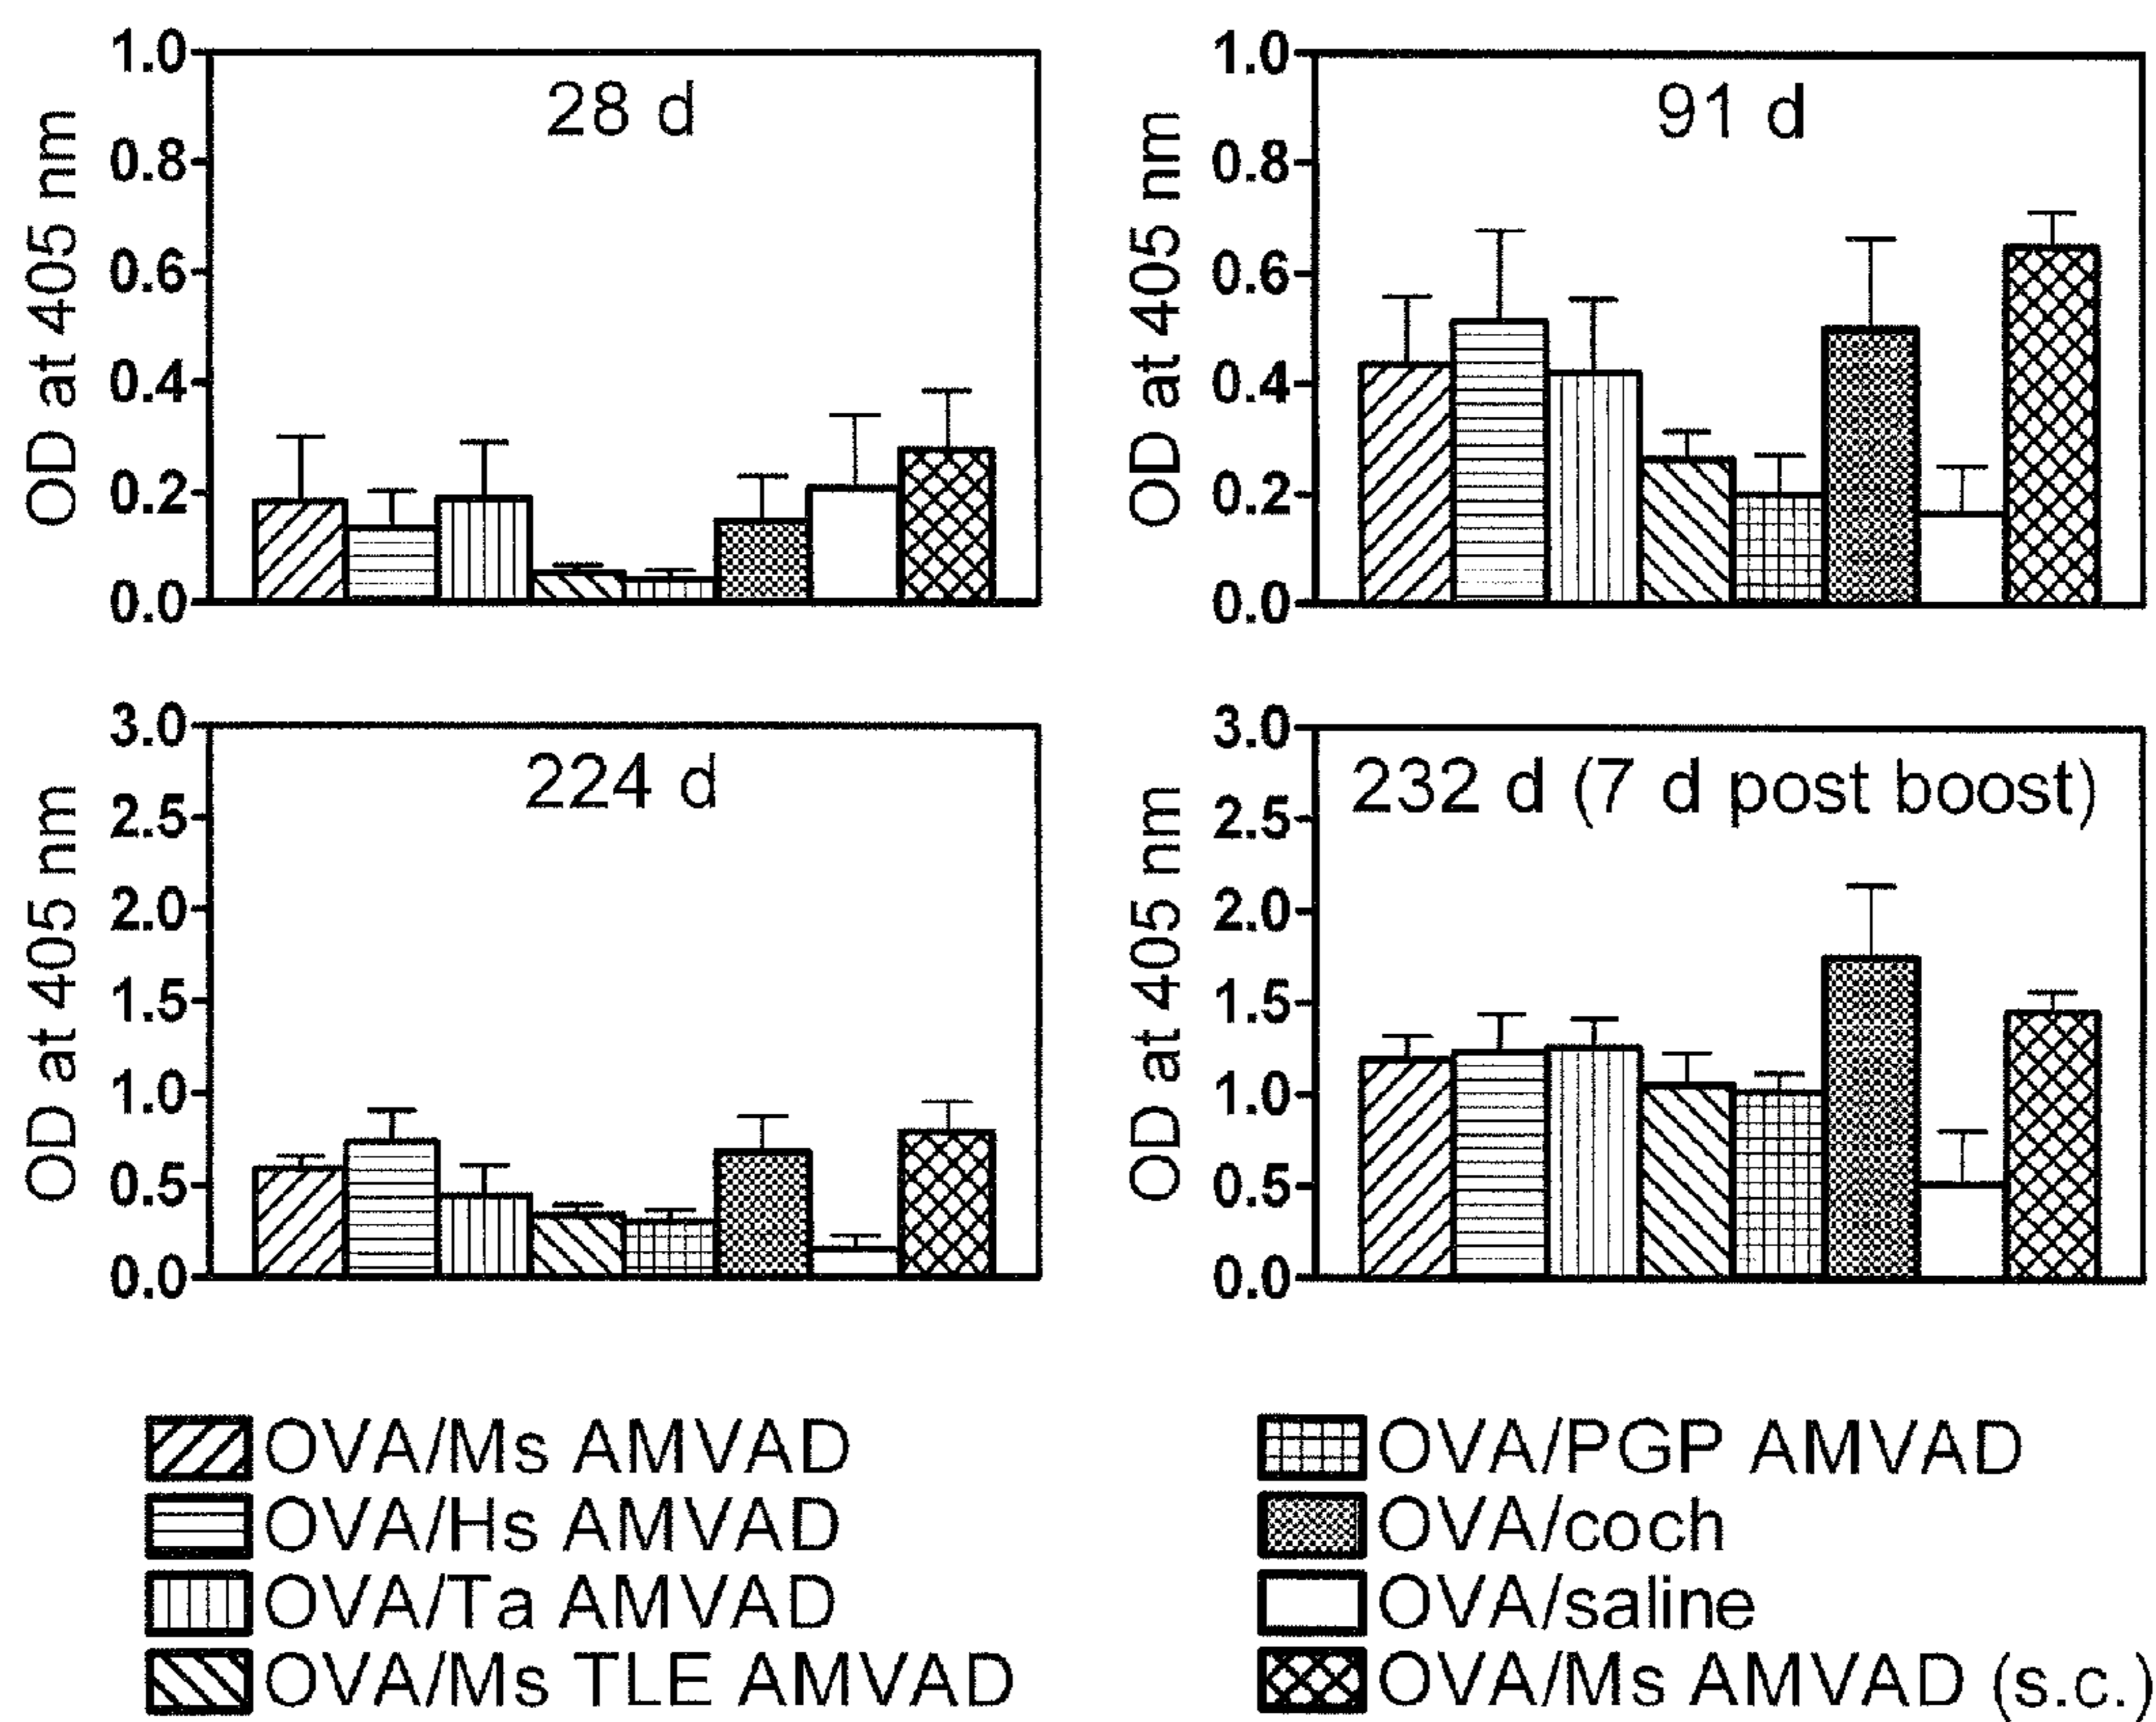 28 d
OD at 405 nm
1.0
0.8
0.6
0.4
0.2
0.0
91 d
OD at 405 nm
1.0
0.8
0.6
0.4
0.2
0.0
224 d
OD at 405 nm
3.0
2.5
2.0
1.5
1.0
0.5
0.0
232 d (7 d post boost)
OD at 405 nm
3.0
2.5
2.0
1.5
1.0
0.5
0.0
OVA/Ms AMVAD
OVA/Hs AMVAD
OVA/Ta AMVAD
OVA/Ms TLE AMVAD
OVA/PGP AMVAD
OVA/coch
OVA/saline
OVA/Ms AMVAD (s.c.)